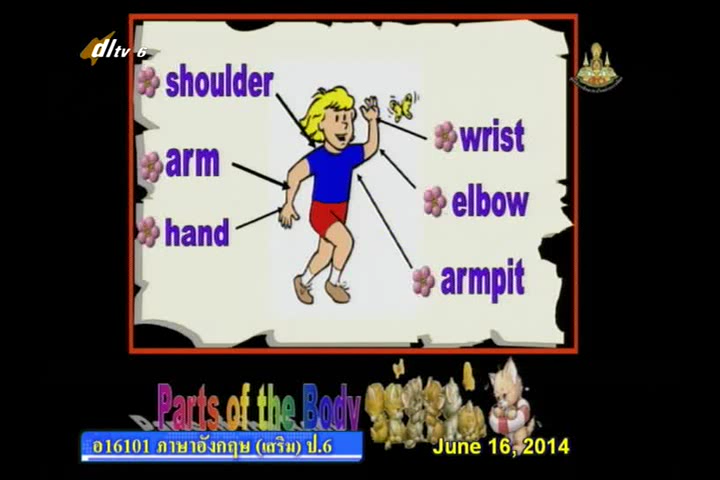 dltv 6
shoulder
arm
hand
wrist
elbow
armpit
Parts of the Body
อ16101 ภาษาอังกฤษ (เสริม) ป.6
June 16, 2014